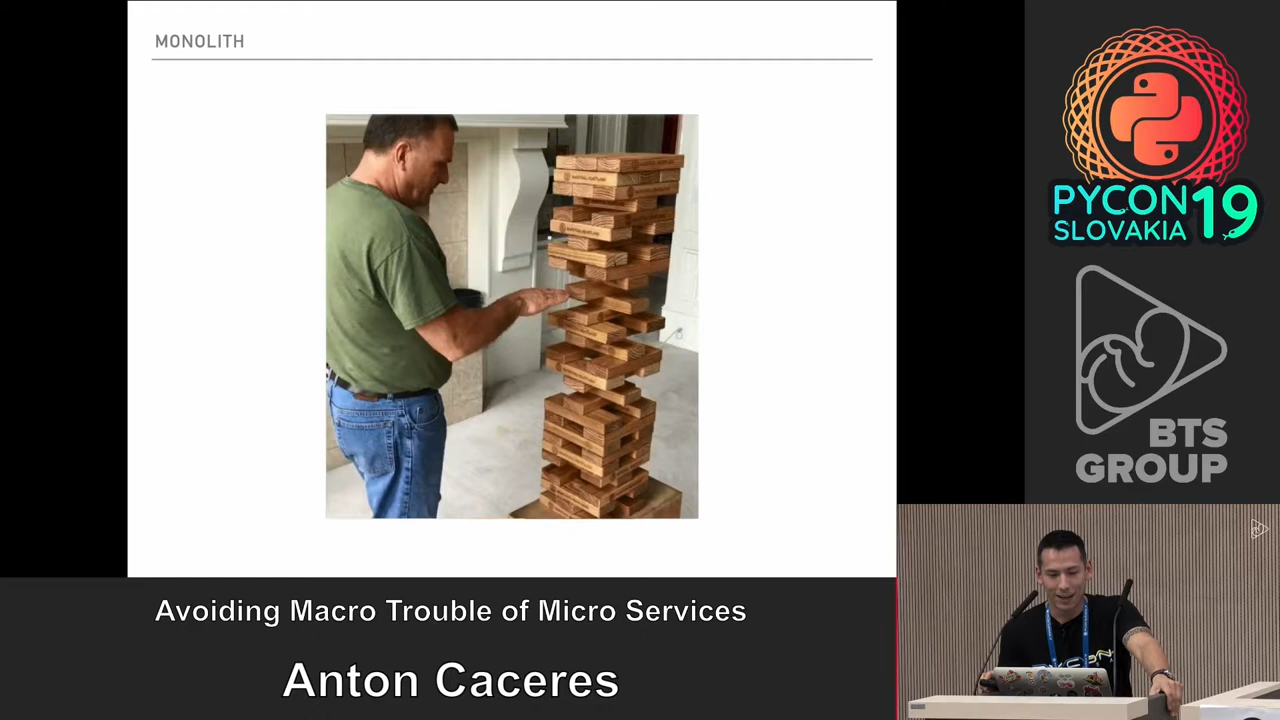 MONOLITH
PYCON
SLOVAKIA
19
BTS
GROUP
Avoiding Macro Trouble of Micro Services
Anton Caceres